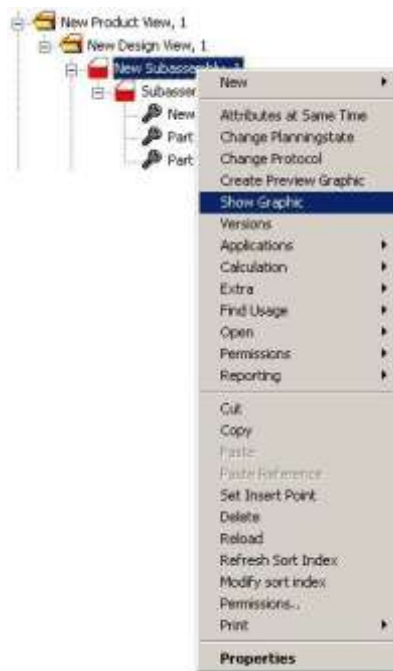 New Product View, 1
New Design View, 1
New Subassembly, 1
Subasser
New
Part
Part
New
Attributes at Same Time
Change Planningstate
Change Protocol
Create Preview Graphic
Show Graphic
Versions
Applications
Calculation
Extra
Find Usage
Open
Permissions
Reporting
Cut
Copy
Paste
Paste Reference
Set Insert Point
Delete
Reload
Refresh Sort Index
Modify sort index
Permissions..
Print
Properties